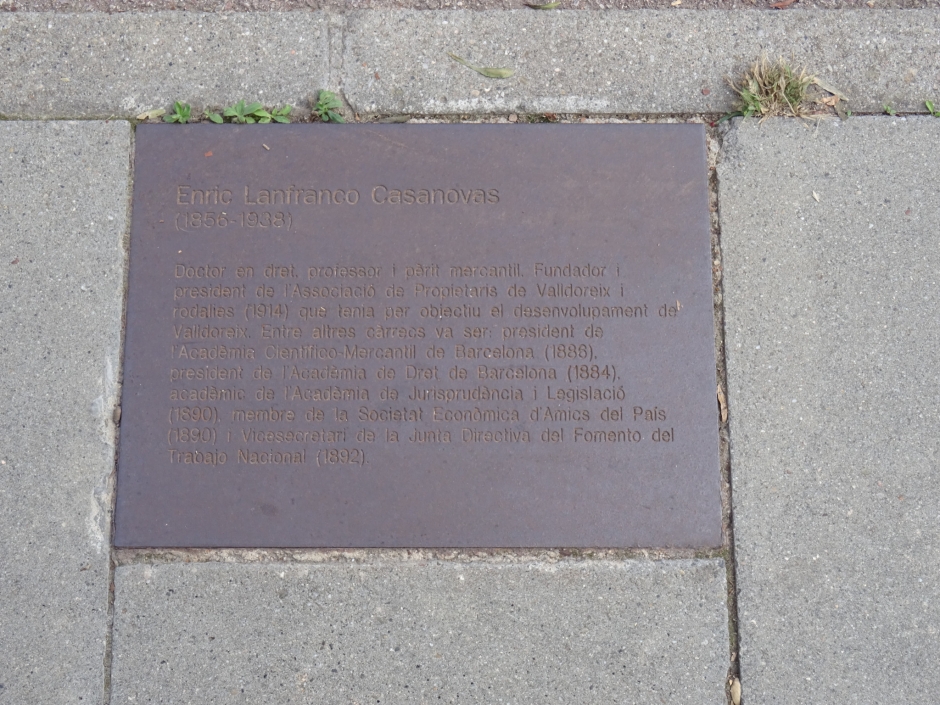 Enric Lanfranco Casanovas
(1856-1938)
Doctor en dret, professor i pèrit mercantil. Fundador i
president de l'Associació de Propietaris de Valldoreix i
rodalies (1914) que tenia per objectiu el desenvolupament de
Valldoreix. Entre altres càrrecs va ser: president de
l'Acadèmia Científico-Mercantil de Barcelona (1886),
president de l'Acadèmia de Dret de Barcelona (1884),
acadèmic de l'Acadèmia de Jurisprudència i Legislació
(1890), membre de la Societat Econòmica d'Amics del País
(1890) i Vicesecretari de la Junta Directiva del Fomento del
Trabajo Nacional (1892)